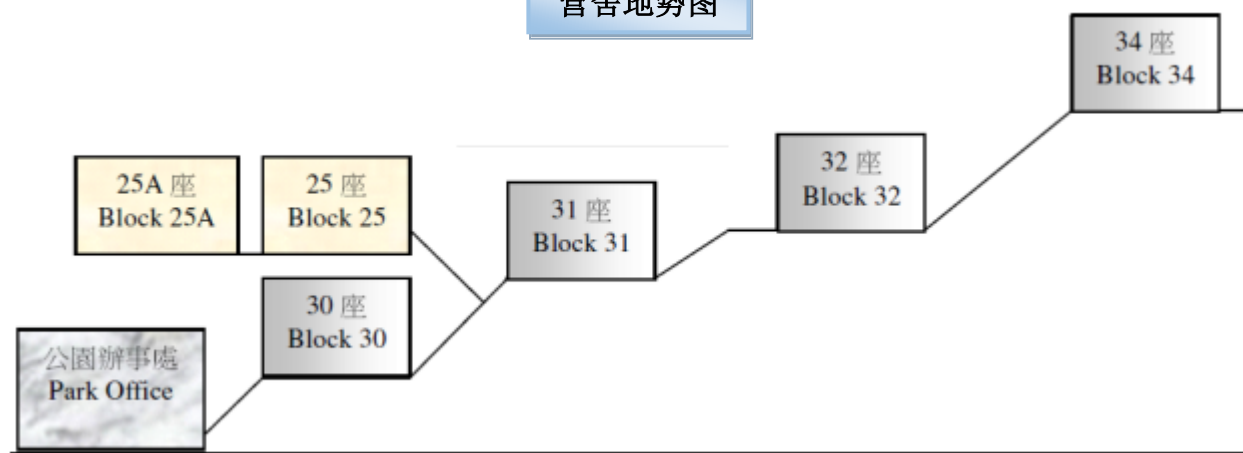 营舍地势图
34 座
Block 34
32 座
Block 32
25A 座
Block 25A
25 座
Block 25
31 座
Block 31
30 座
Block 30
公園辦事處
Park Office